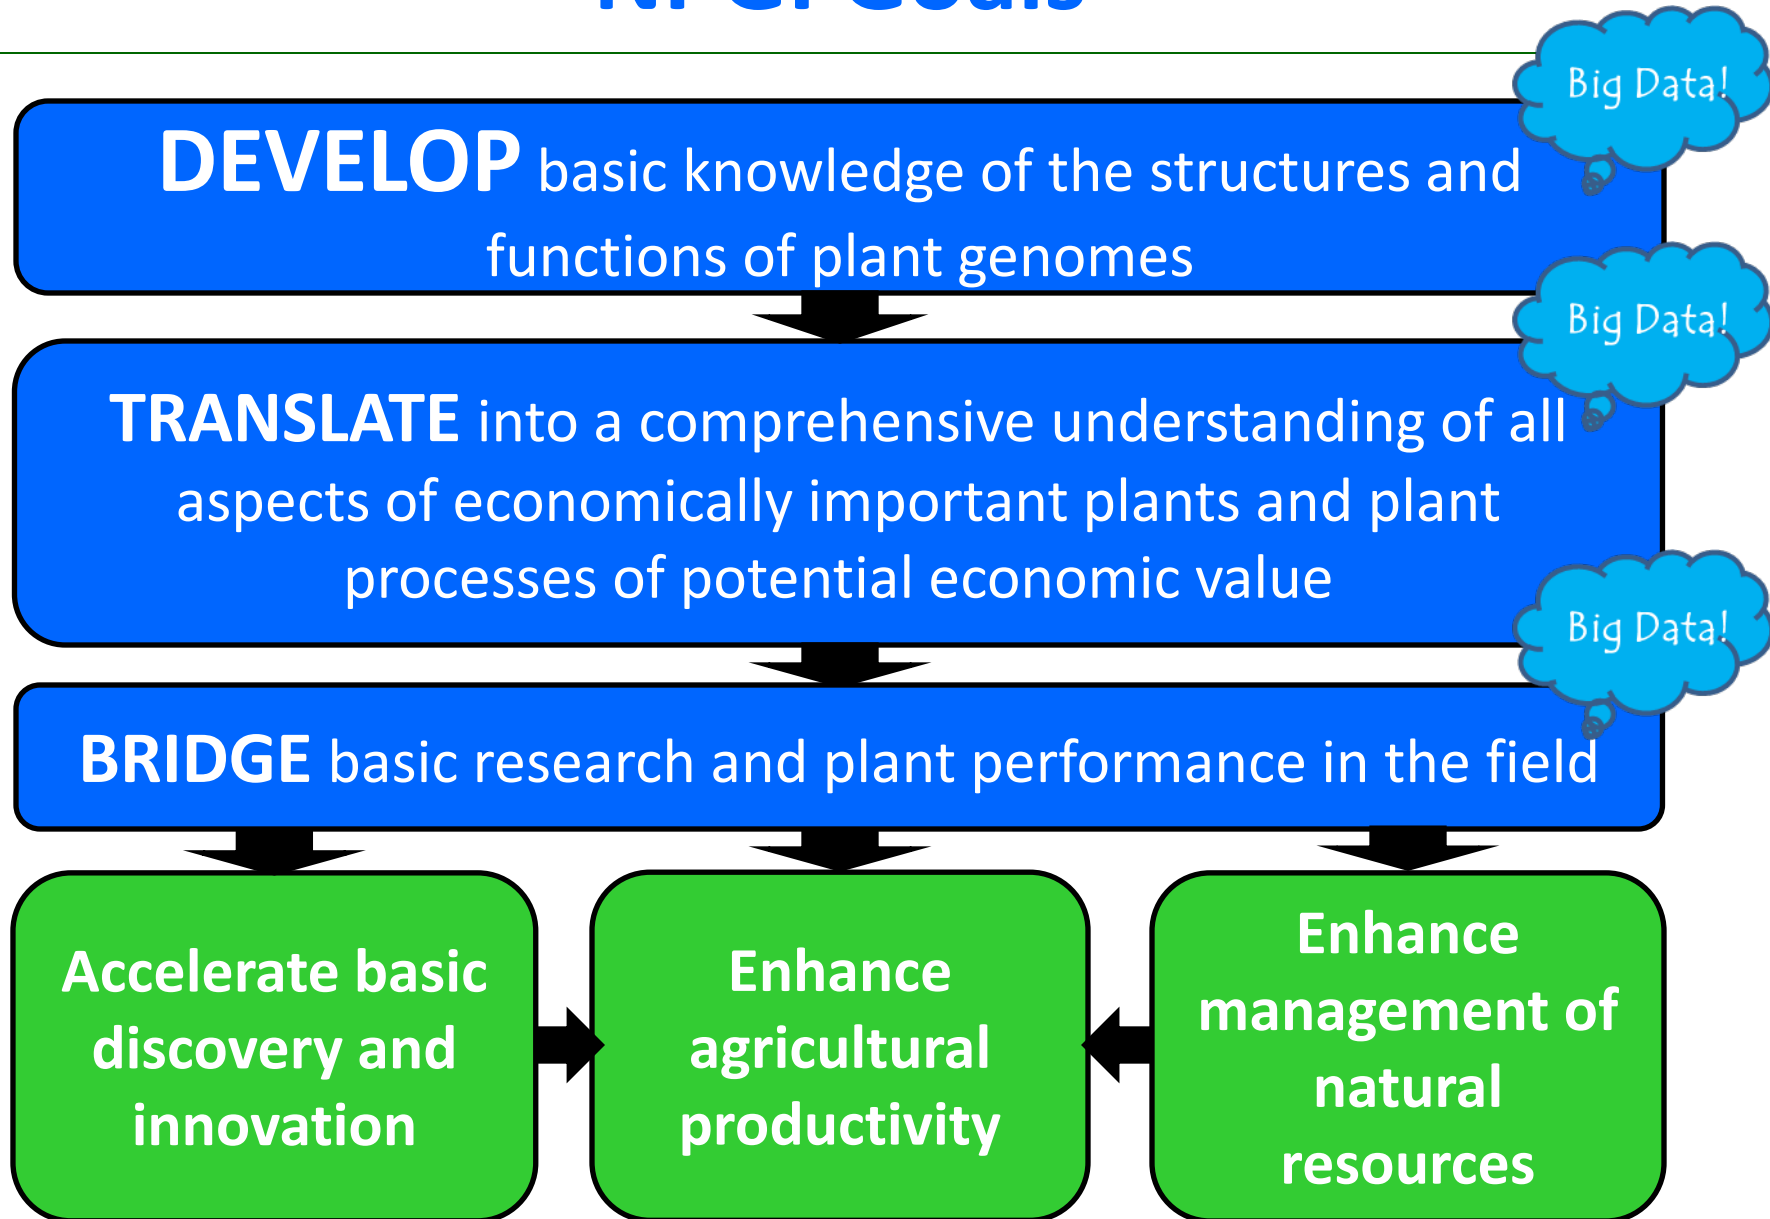 NPGI Goals
Big Data!
DEVELOP basic knowledge of the structures and
functions of plant genomes
Big Data!
TRANSLATE into a comprehensive understanding of all
aspects of economically important plants and plant
processes of potential economic value
Big Data!
BRIDGE basic research and plant performance in the field
Accelerate basic
discovery and
innovation
Enhance
agricultural
productivity
Enhance
management of
natural
resources